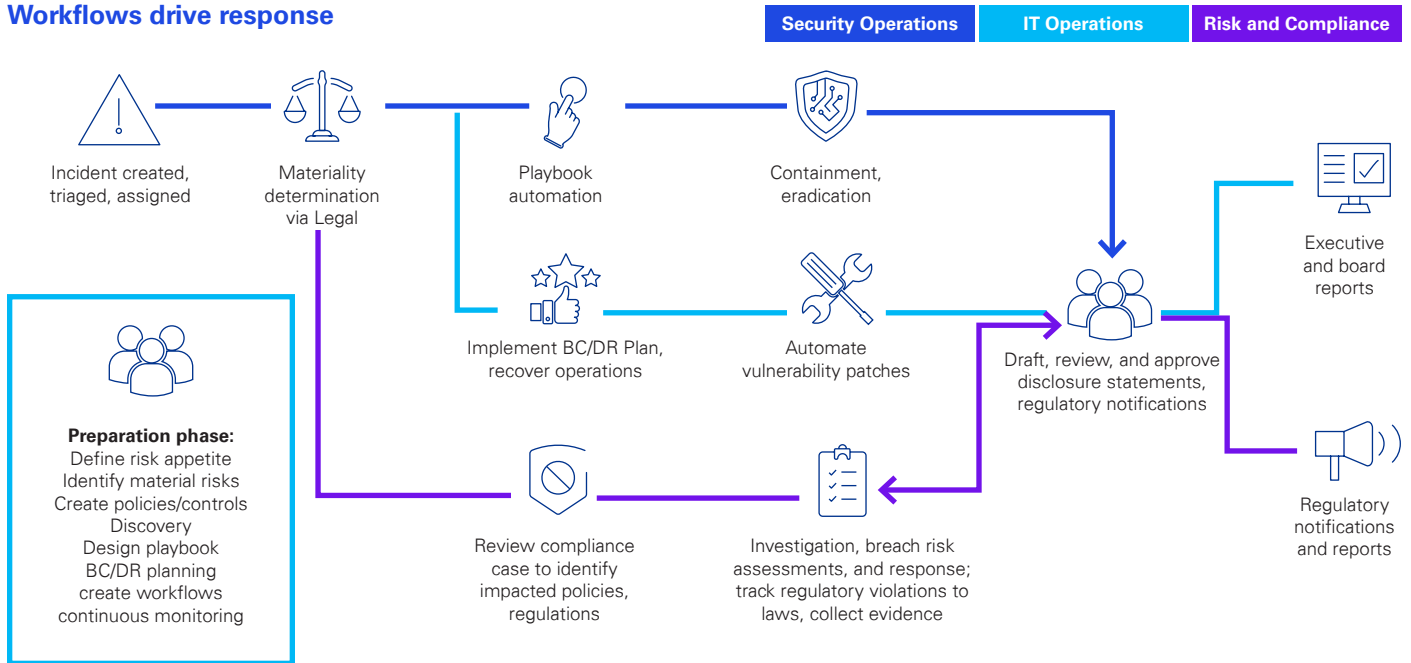 Workflows drive response
Security Operations
IT Operations
Risk and Compliance
Incident created,
triaged, assigned
Materiality
determination
via Legal
Playbook
automation
Containment,
eradication
Executive
and board
reports
Implement BC/DR Plan,
recover operations
Automate
vulnerability patches
Draft, review, and approve
disclosure statements,
regulatory notifications
Preparation phase:
Define risk appetite
Identify material risks
Create policies/controls
Discovery
Design playbook
BC/DR planning
create workflows
continuous monitoring
Review compliance
case to identify
impacted policies,
regulations
Investigation, breach risk
assessments, and response;
track regulatory violations to
laws, collect evidence
Regulatory
notifications
and reports